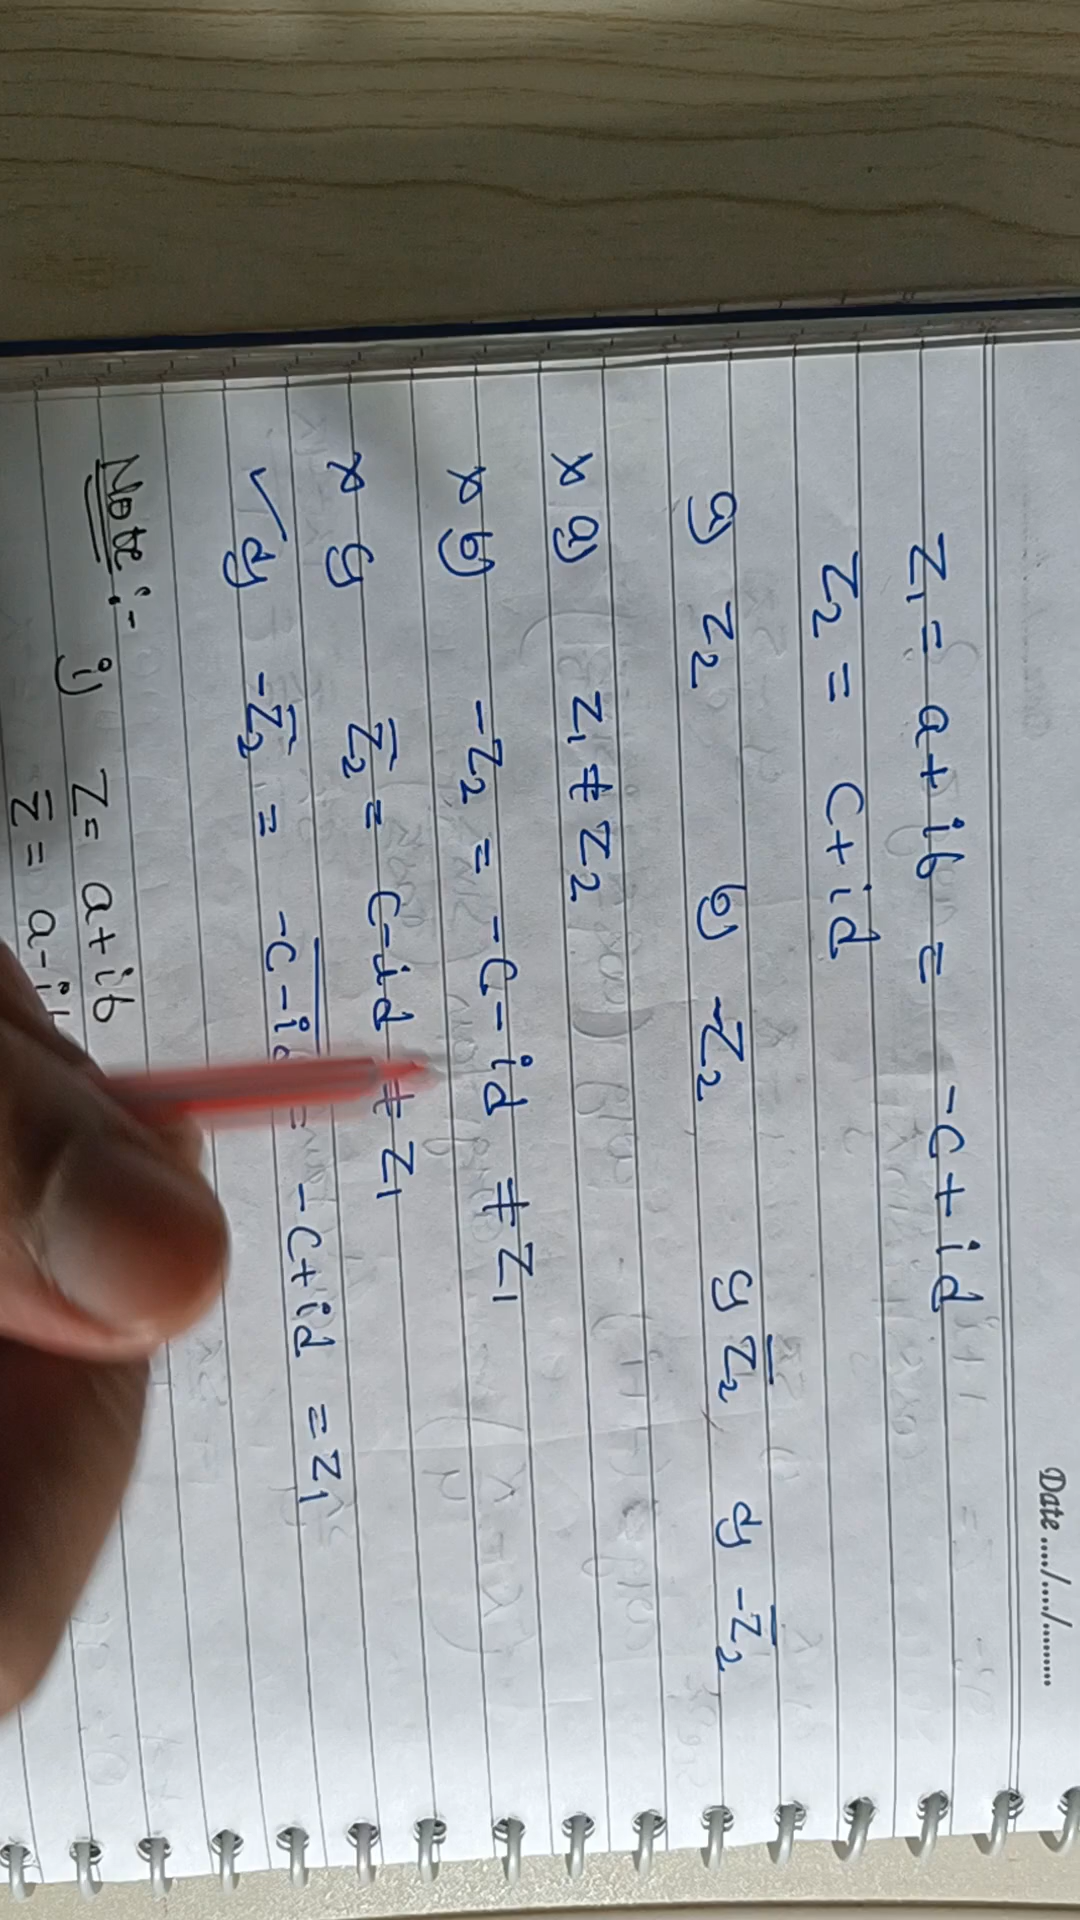 Date ..../..../.........
Z₁ = a+ib = -c+id
Z₂ = c+id
a) Z₂ b) -Z₂ c) Z̅₂ d) -Z̅₂
x a) Z₁ ≠ Z₂
x b) -Z₂ = -c-id ≠ Z₁
x c) Z̅₂ = c-id ≠ Z₁
✓ d) -Z̅₂ = = -c+id = Z₁
Note :- i) Z = a+ib
Z̅ = a-ib